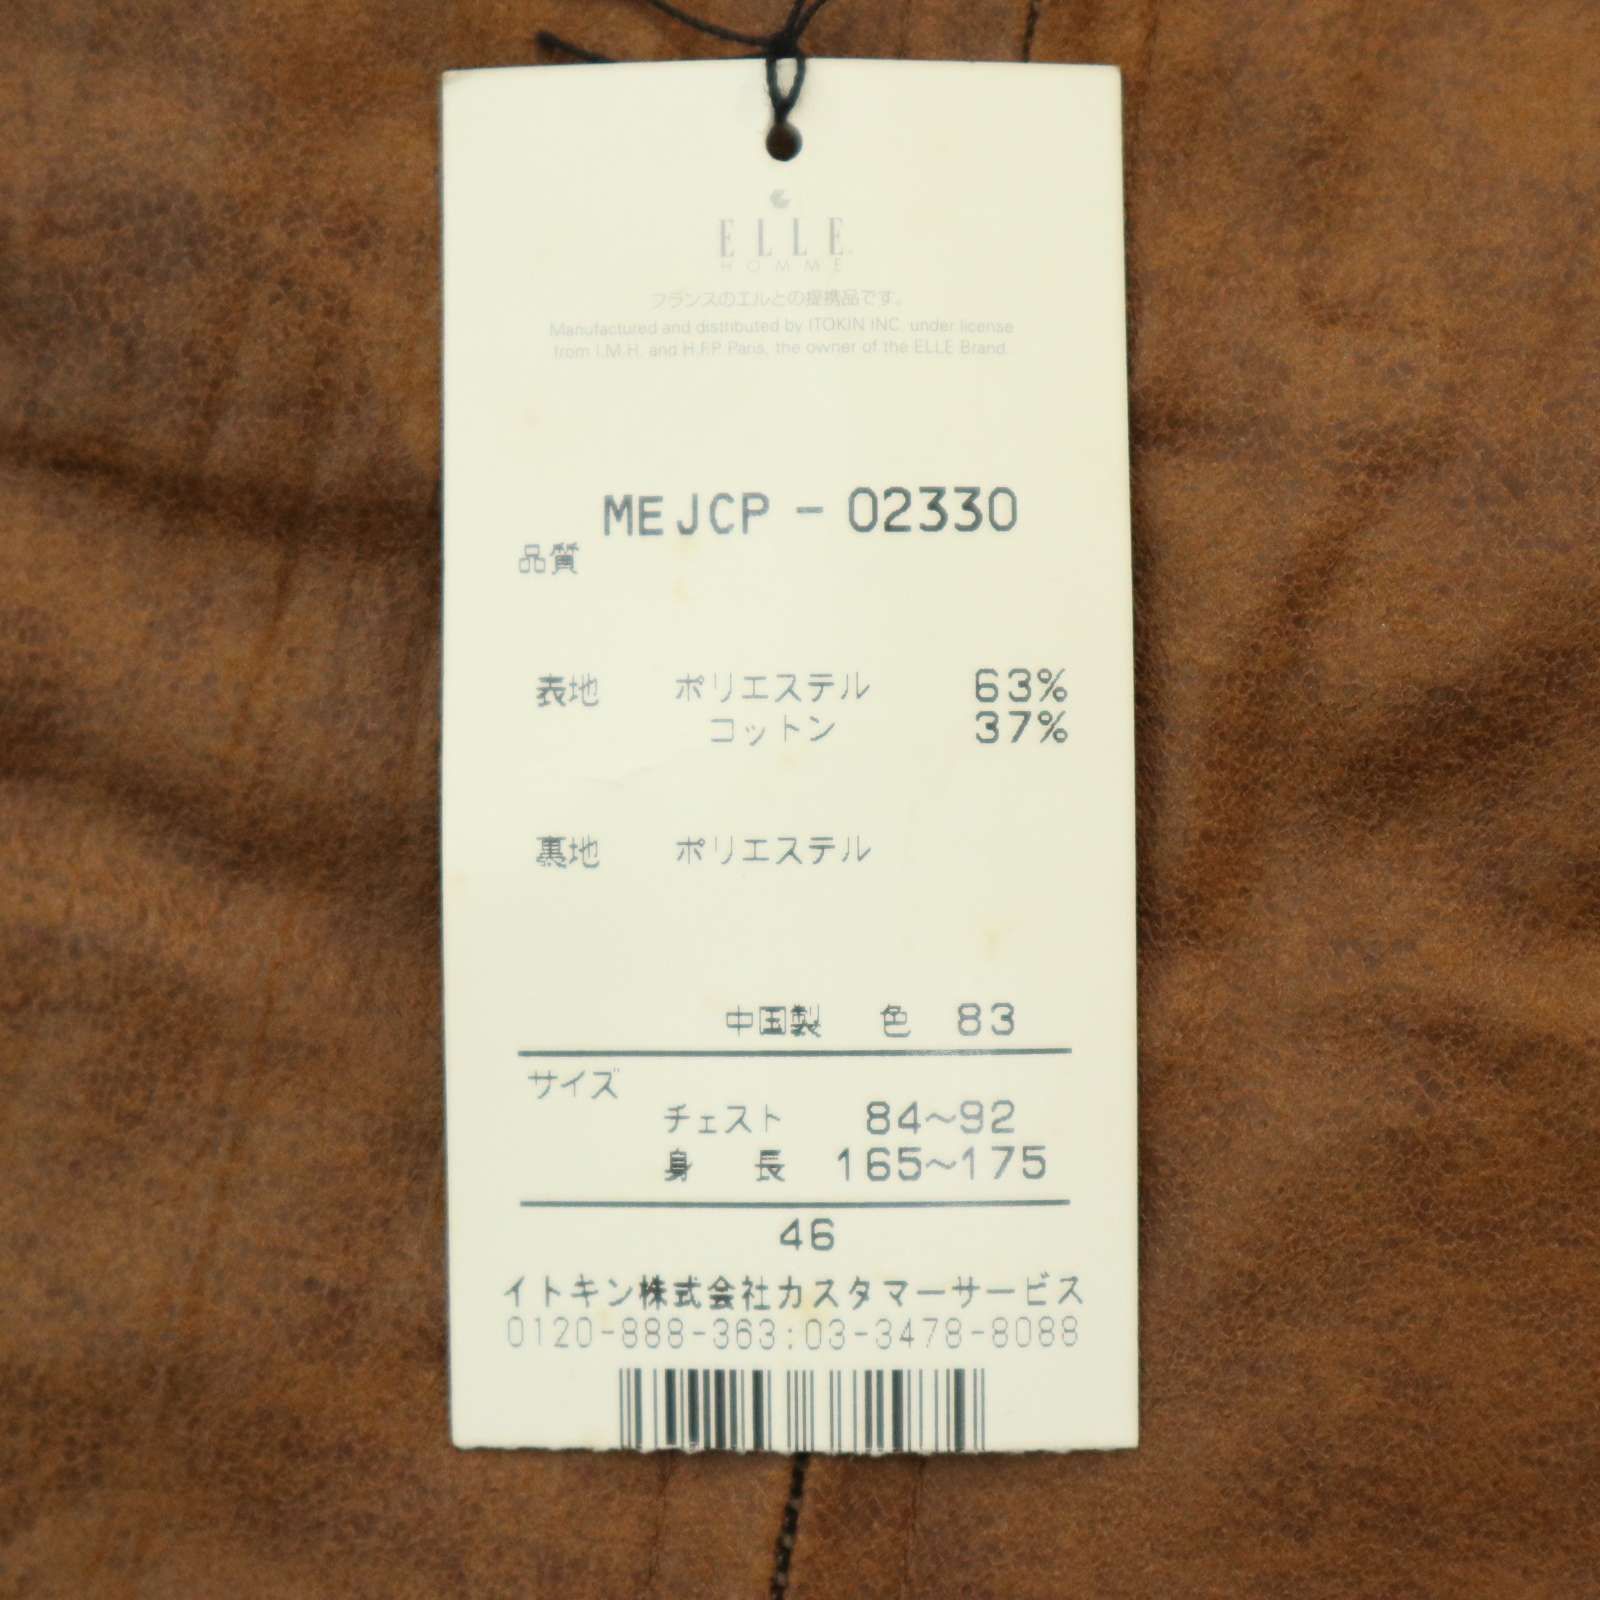 ELLE
HOMME
フランスのエルとの提携品です。
Manufactured and distributed by ITOKIN INC. under license
from I.M.H. and H.F.P Paris, the owner of the ELLE Brand.
MEJCP - 02330
品質
表地 ポリエステル 63%
コットン 37%
裏地 ポリエステル
中国製 色 83
サイズ
チェスト 84~92
身 長 165~175
46
イトキン株式会社カスタマーサービス
0120-888-363:03-3478-8088